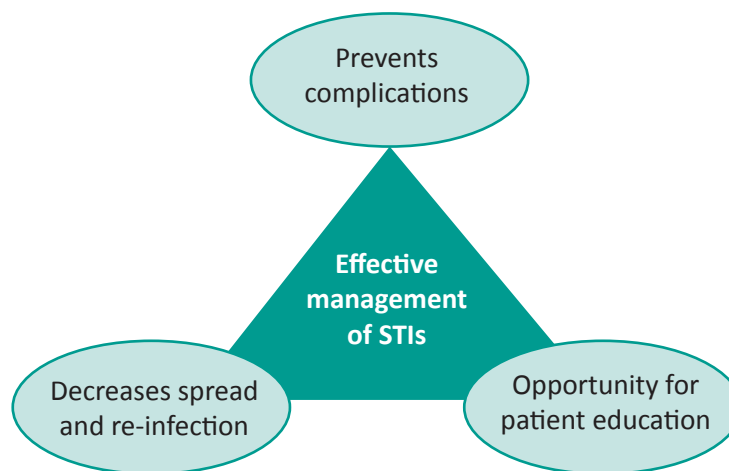 Prevents
complications
Effective
management
of STIs
Decreases spread
and re-infection
Opportunity for
patient education